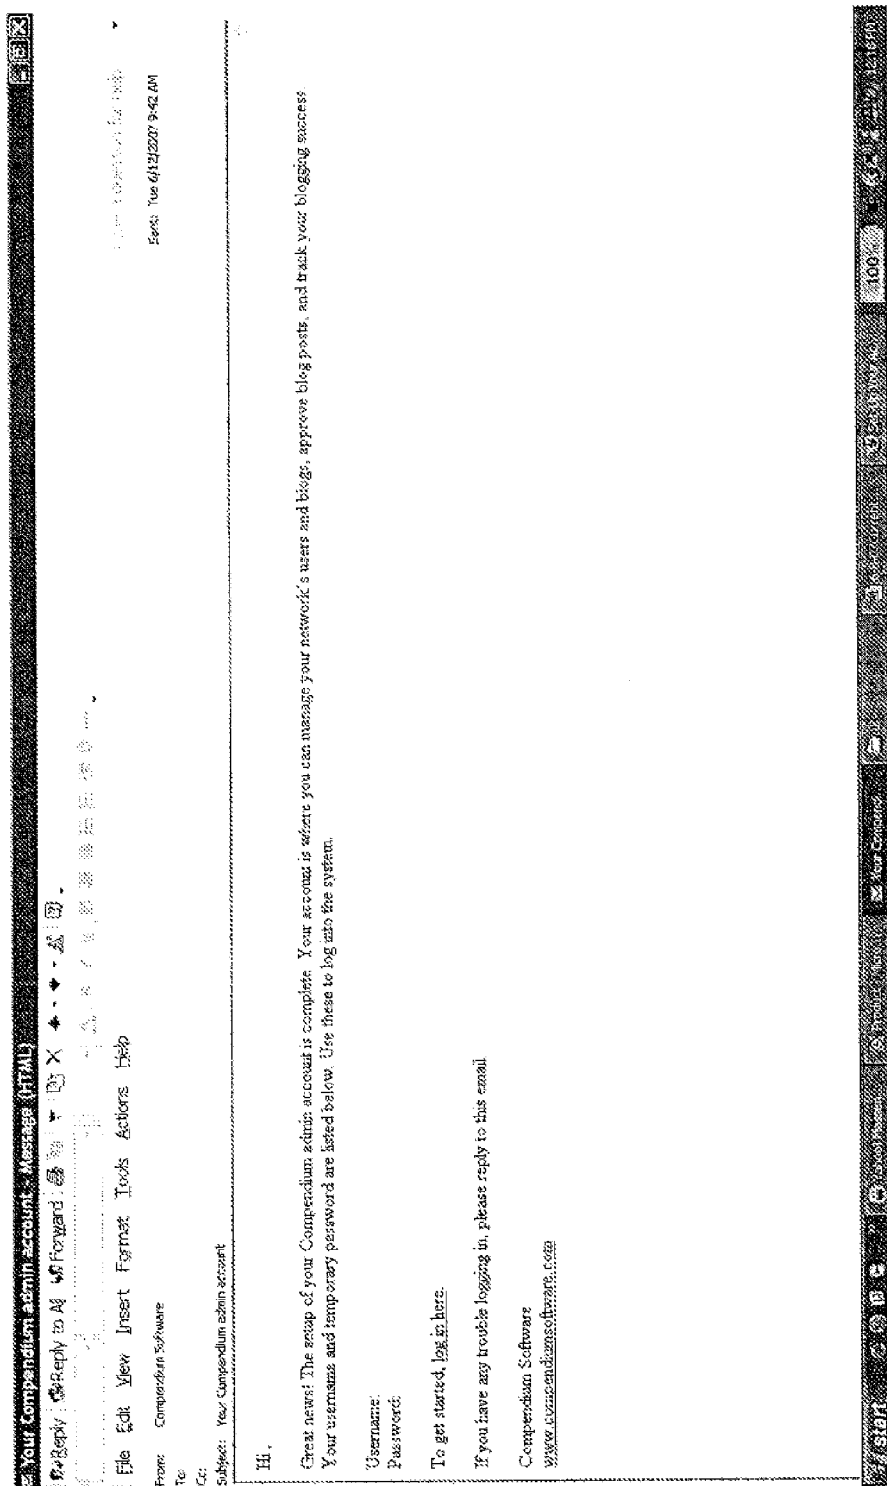 Your Compendium admin account - Message (HTML)
Reply Reply to All Forward
File Edit View Insert Format Tools Actions Help
From: Compendium Software
Sent: Tue 6/12/2007 9:42 AM
To:
Cc:
Subject: Your Compendium admin account
Hi ,
Great news! The setup of your Compendium admin account is complete. Your account is where you can manage your network's users and blogs, approve blog posts, and track your blogging success.
Your username and temporary password are listed below. Use these to log into the system.
Username:
Password:
To get started, log in here.
If you have any trouble logging in, please reply to this email
Compendium Software
www.compendiumsoftware.com
start Your Compend 100%